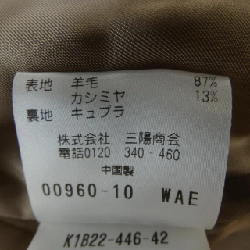 表地 羊毛 87%
カシミヤ 13%
裏地 キュプラ
株式会社 三陽商会
電話0120 340-460
中国製
00960-10 WAE
K1B22-446-42